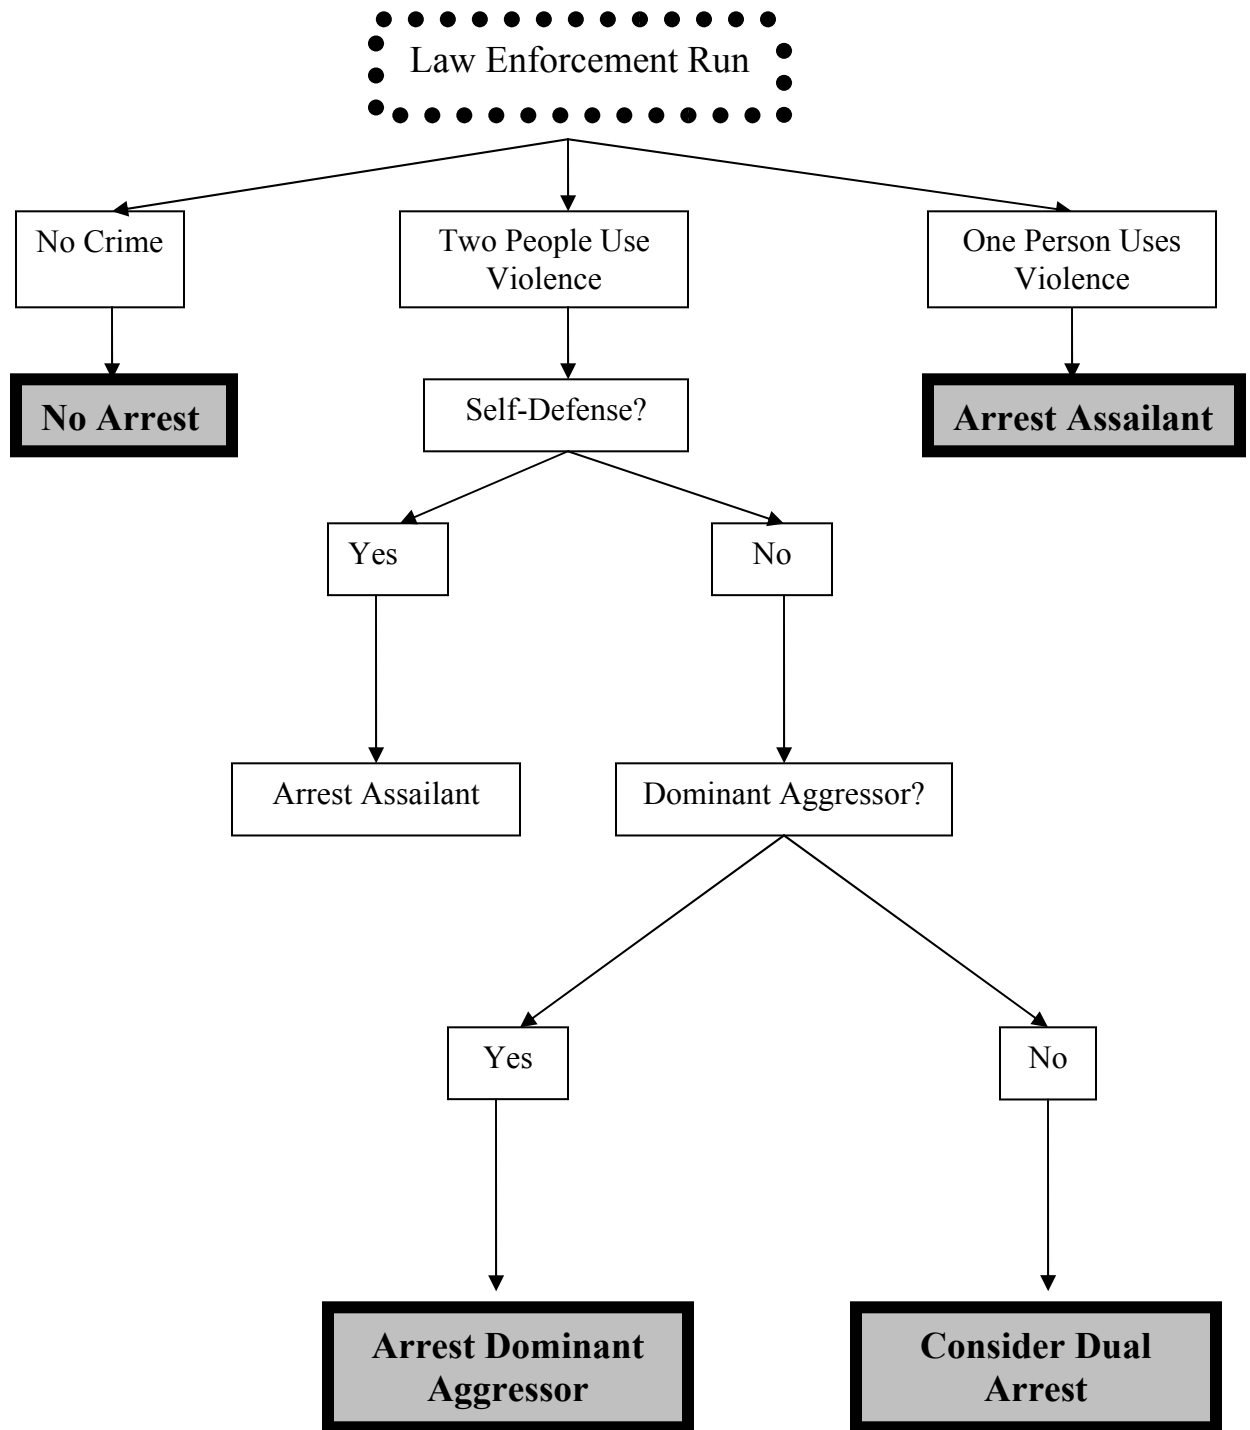 Law Enforcement Run
No Crime
Two People Use
Violence
One Person Uses
Violence
No Arrest
Self-Defense?
Arrest Assailant
Yes
No
Arrest Assailant
Dominant Aggressor?
Yes
No
Arrest Dominant
Aggressor
Consider Dual
Arrest